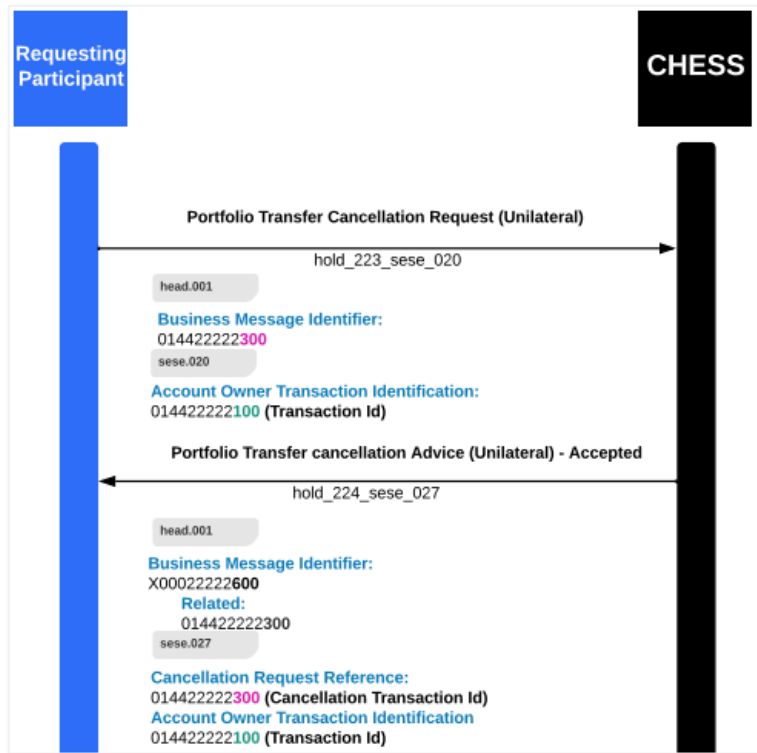 Requesting
Participant
CHESS
Portfolio Transfer Cancellation Request (Unilateral)
hold_223_sese_020
head.001
Business Message Identifier:
014422222300
sese.020
Account Owner Transaction Identification:
014422222100 (Transaction Id)
Portfolio Transfer cancellation Advice (Unilateral) - Accepted
hold_224_sese_027
head.001
Business Message Identifier:
X00022222600
Related:
014422222300
sese.027
Cancellation Request Reference:
014422222300 (Cancellation Transaction Id)
Account Owner Transaction Identification
014422222100 (Transaction Id)